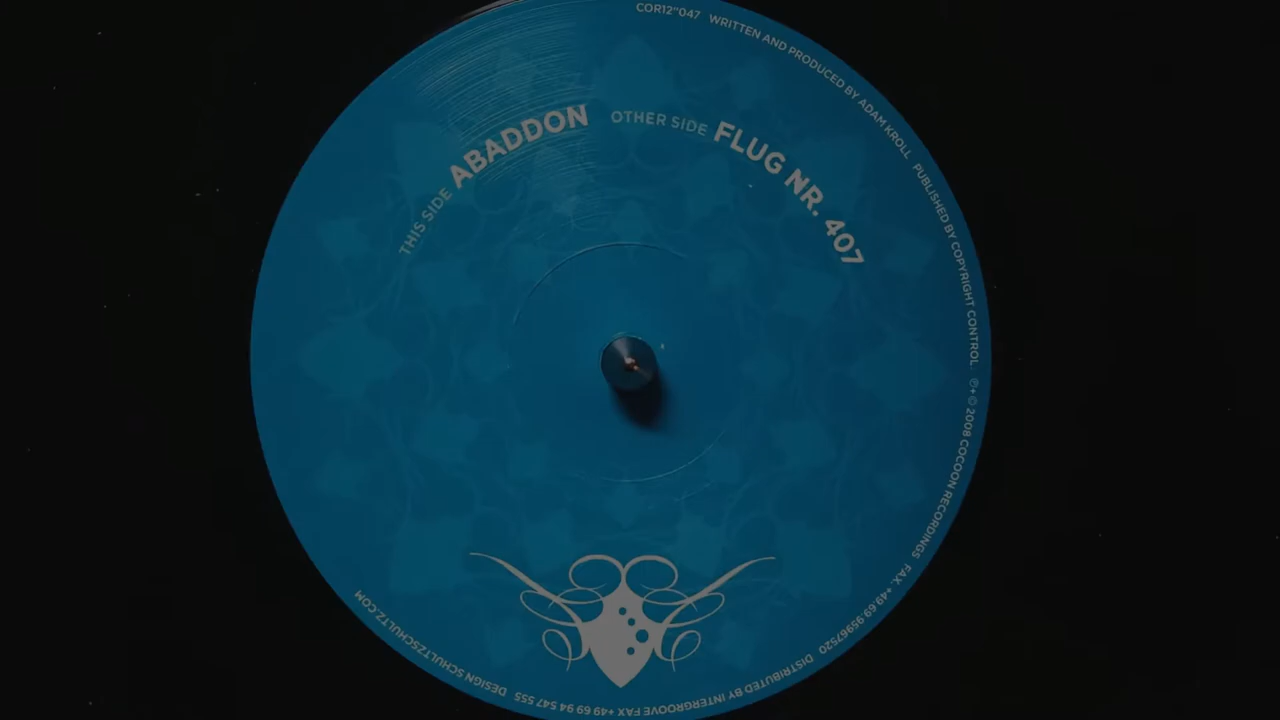 THIS SIDE ABADDON OTHER SIDE FLUG NR. 407
COR12"047 WRITTEN AND PRODUCED BY ADAM KROLL PUBLISHED BY COPYRIGHT CONTROL. ℗+© 2008 COCOON RECORDINGS FAX. +49 69 95967520 DISTRIBUTED BY INTERGROOVE FAX +49 69 94 547 555 DESIGN SCHULTZSCHULTZ.COM